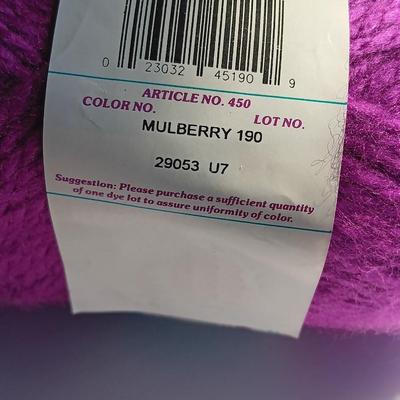 0 23032 45190 9
ARTICLE NO. 450
COLOR NO. LOT NO.
MULBERRY 190
29053 U7
Suggestion: Please purchase a sufficient quantity
of one dye lot to assure uniformity of color.